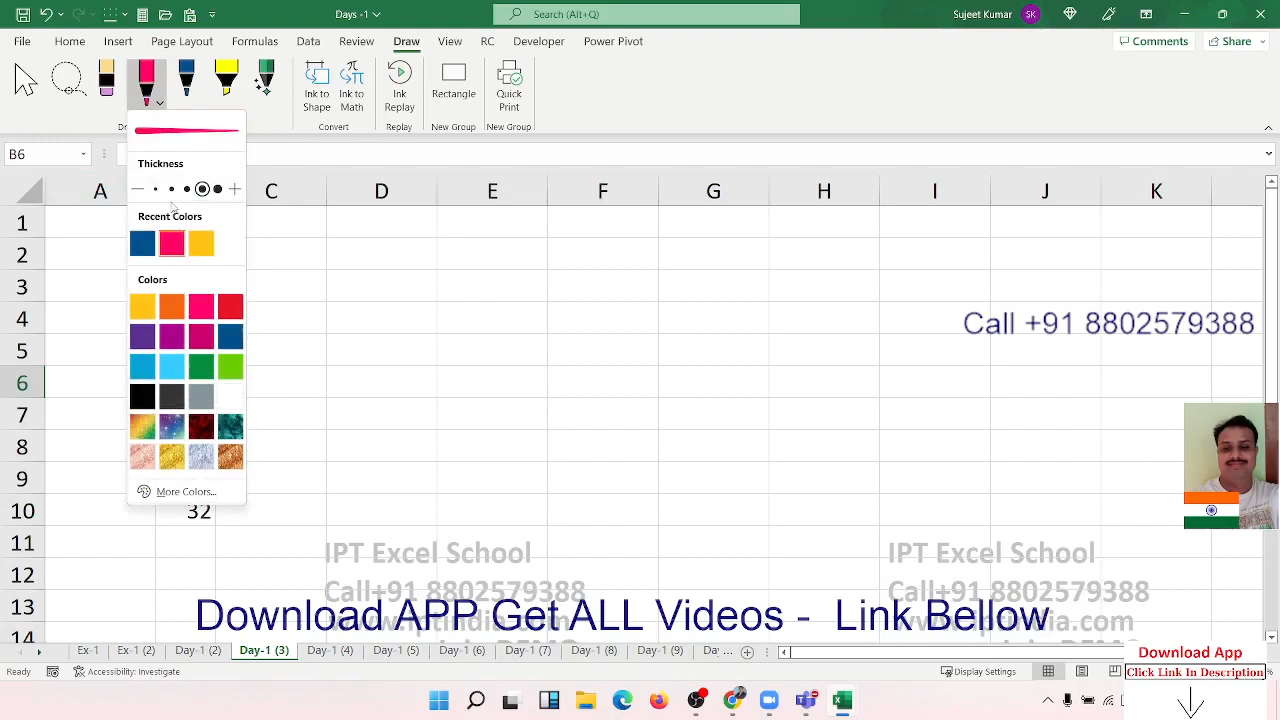 Days -1
Search (Alt+Q)
Sujeet Kumar
SK
File Home Insert Page Layout Formulas Data Review Draw View RC Developer Power Pivot
Comments Share
Ink to Shape
Ink to Math
Ink Replay
Rectangle
Quick Print
Convert Replay New Group New Group
B6
Thickness
Recent Colors
Colors
More Colors...
A C D E F G H I J K
1
2
3
4
5
6
7
8
9
10
11
12
13
14
32
Call +91 8802579388
IPT Excel School
Call+91 8802579388
IPT Excel School
Call+91 8802579388
Download APP Get ALL Videos - Link Bellow
Ex-1 Ex-1 (2) Day-1 (2) Day-1 (3) Day-1 (4) Day-1 (5) Day-1 (6) Day-1 (7) Day-1 (8) Day-1 (9) Da ...
Ready
Accessibility: Investigate
Display Settings
Download App
Click Link In Description